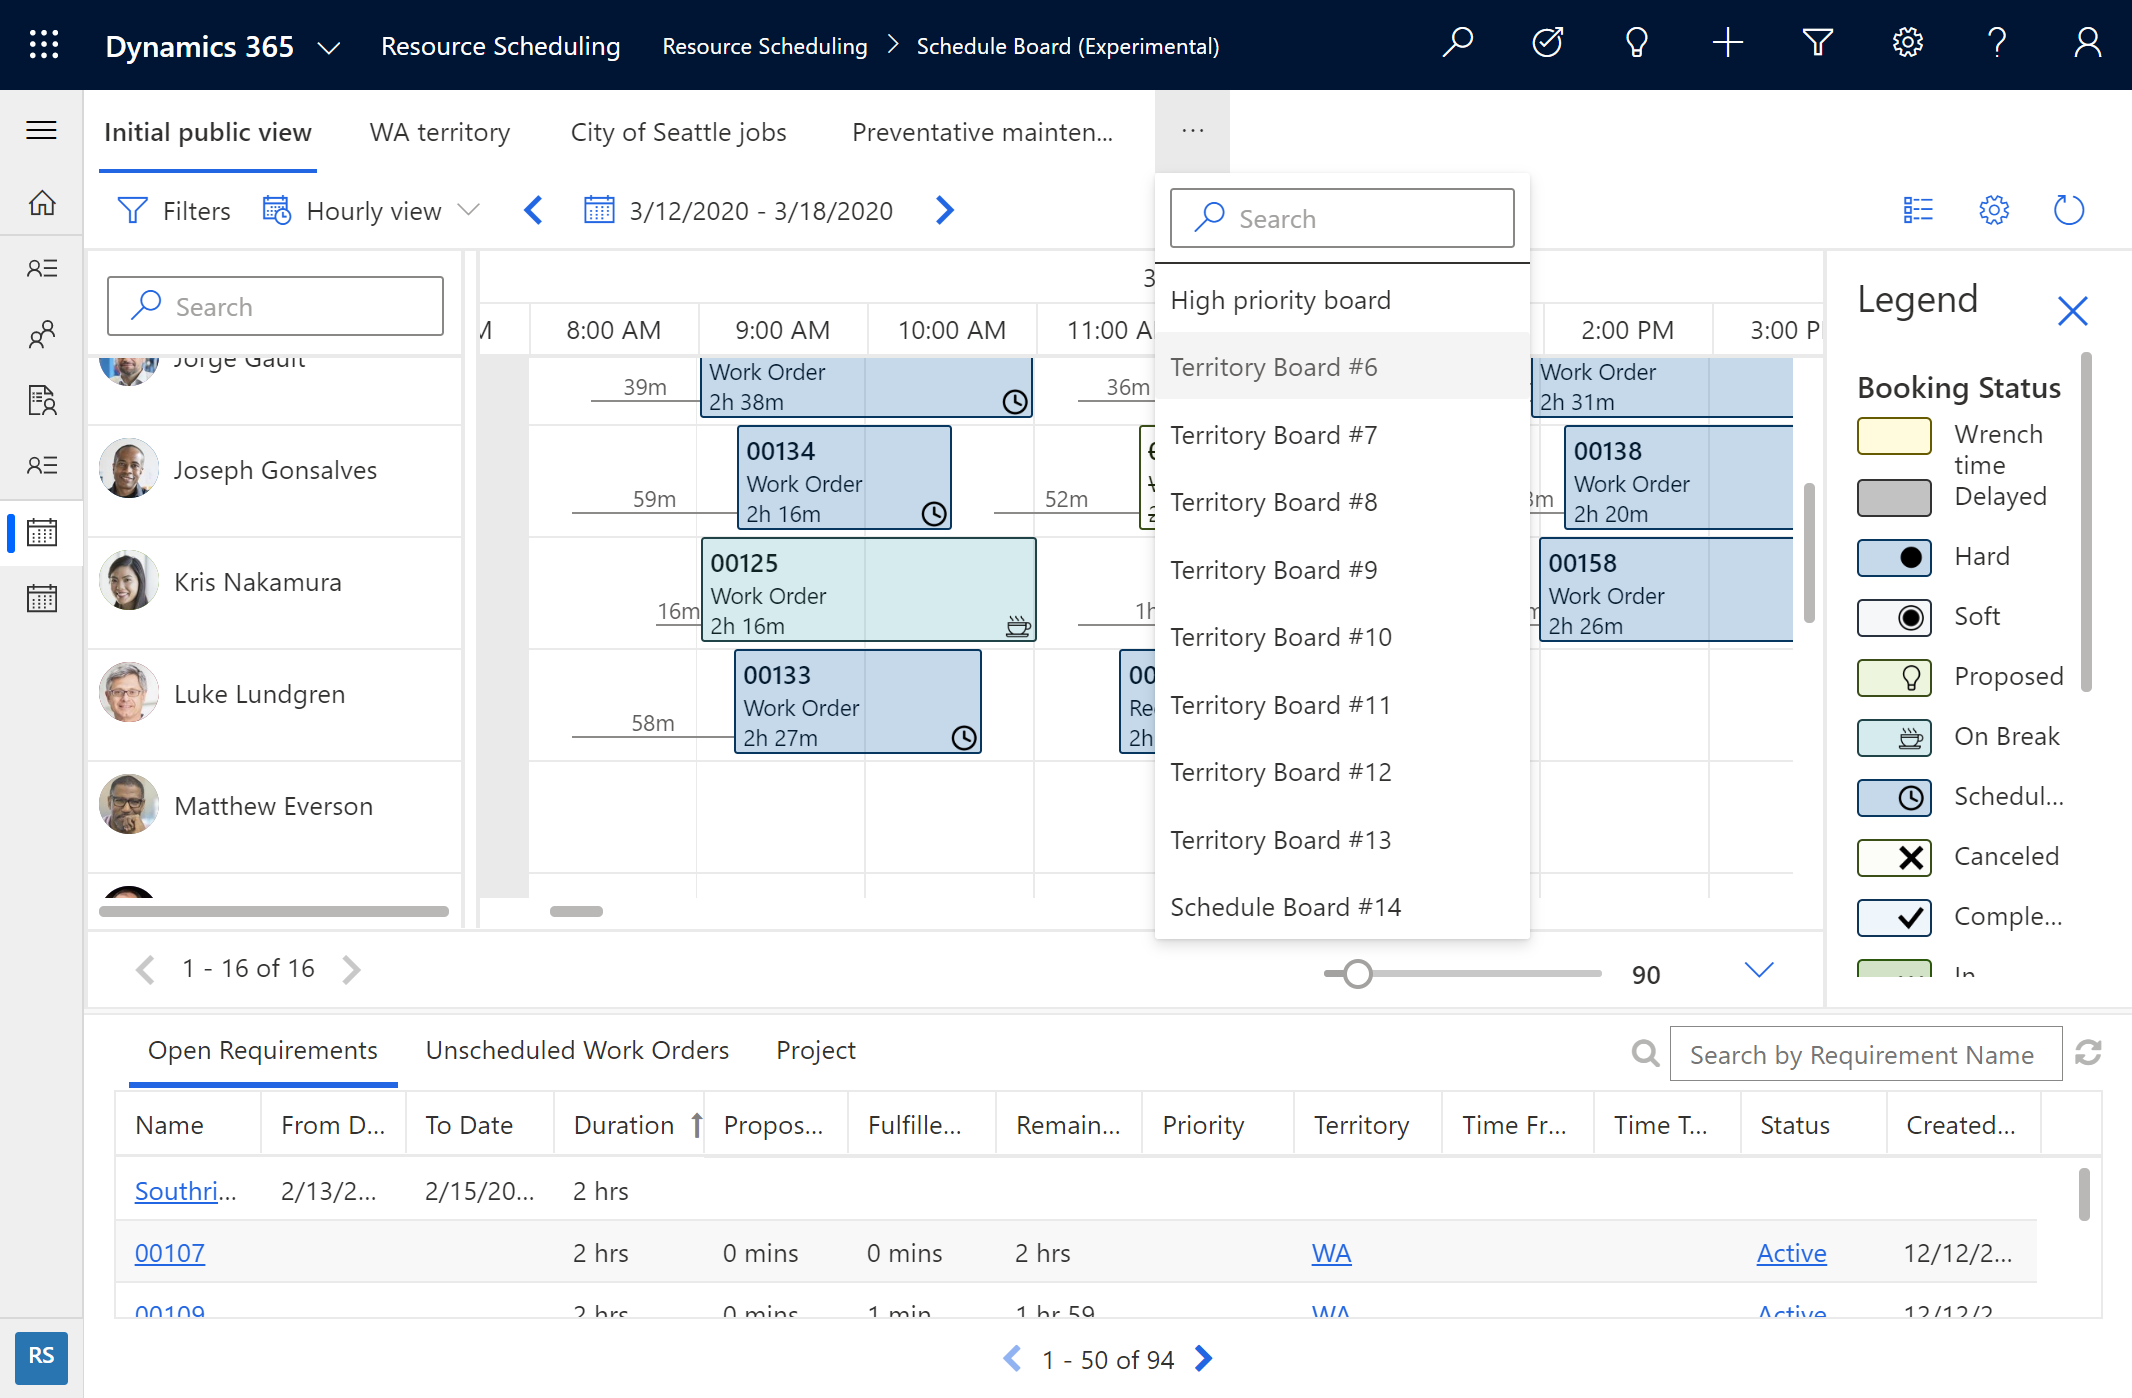 Dynamics 365
Resource Scheduling
Resource Scheduling > Schedule Board (Experimental)
Initial public view
WA territory
City of Seattle jobs
Preventative mainten...
...
Filters
Hourly view
3/12/2020 - 3/18/2020
Search
High priority board
Territory Board #6
Territory Board #7
Territory Board #8
Territory Board #9
Territory Board #10
Territory Board #11
Territory Board #12
Territory Board #13
Schedule Board #14
Search
Jorge Gault
Joseph Gonsalves
Kris Nakamura
Luke Lundgren
Matthew Everson
8:00 AM
9:00 AM
10:00 AM
11:00 A
2:00 PM
3:00 P
39m
Work Order
2h 38m
36m
Work Order
2h 31m
59m
00134
Work Order
2h 16m
52m
00138
Work Order
2h 20m
16m
00125
Work Order
2h 16m
1h
00158
Work Order
2h 26m
58m
00133
Work Order
2h 27m
00
Re
2h
1 - 16 of 16
90
Legend
Booking Status
Wrench
time
Delayed
Hard
Soft
Proposed
On Break
Schedul...
Canceled
Comple...
In
Open Requirements
Unscheduled Work Orders
Project
Search by Requirement Name
Name From D... To Date Duration Propos... Fulfille... Remain... Priority Territory Time Fr... Time T... Status Created...
Southri... 2/13/2... 2/15/20... 2 hrs
00107 2 hrs 0 mins 0 mins 2 hrs WA Active 12/12/2...
00109 2 hrs 0 mins 1 min 1 hr 59 WA Active 12/12/2
1 - 50 of 94
RS